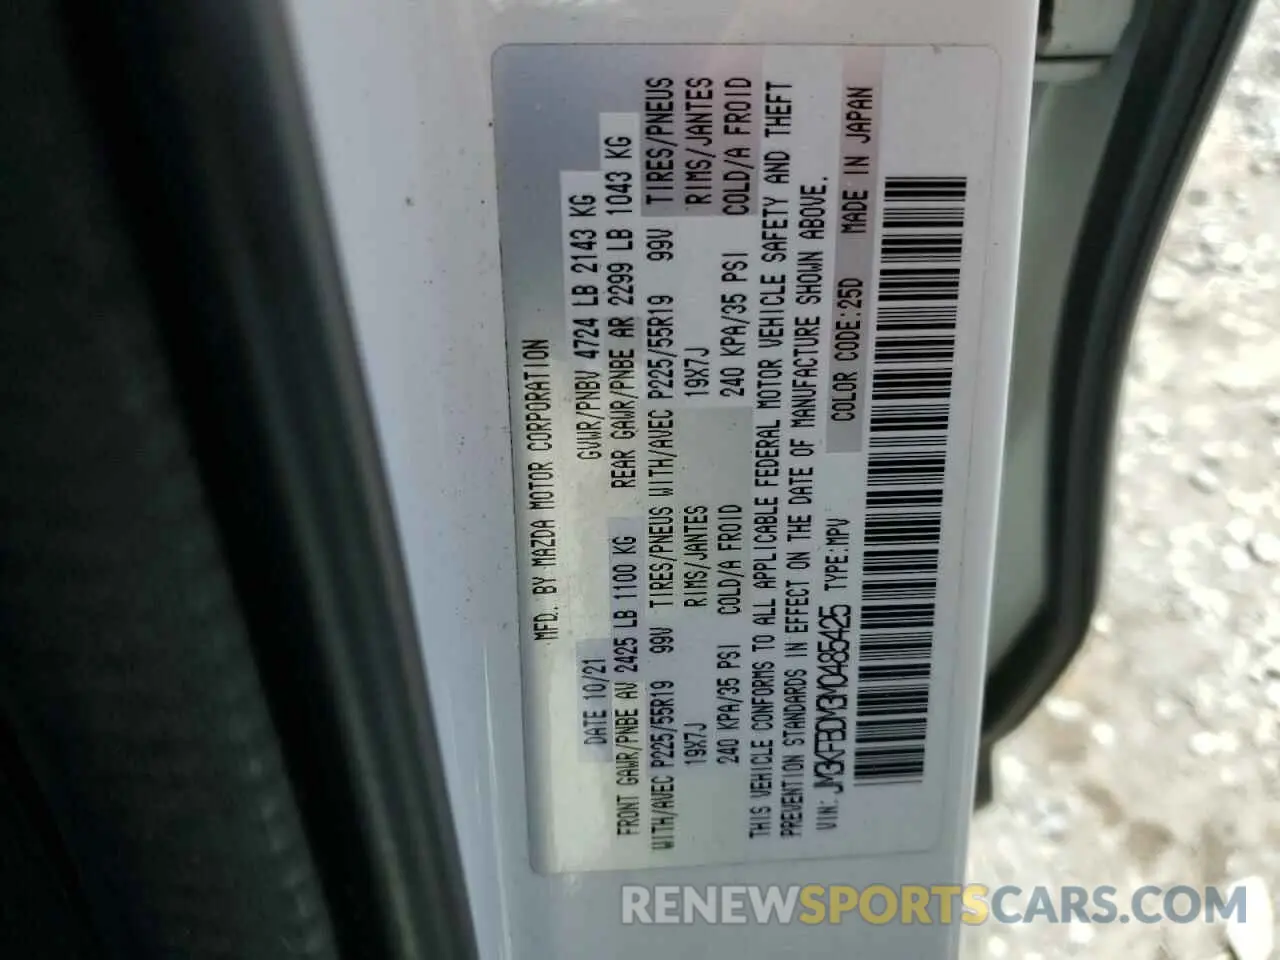 MFD. BY MAZDA MOTOR CORPORATION
DATE 10/21 GVWR/PNBV 4724 LB 2143 KG
FRONT GAWR/PNBE AV 2425 LB 1100 KG REAR GAWR/PNBE AR 2299 LB 1043 KG
WITH/AVEC P225/55R19 99V TIRES/PNEUS WITH/AVEC P225/55R19 99V TIRES/PNEUS
19X7J RIMS/JANTES 19X7J RIMS/JANTES
240 KPA/35 PSI COLD/A FROID 240 KPA/35 PSI COLD/A FROID
THIS VEHICLE CONFORMS TO ALL APPLICABLE FEDERAL MOTOR VEHICLE SAFETY AND THEFT
PREVENTION STANDARDS IN EFFECT ON THE DATE OF MANUFACTURE SHOWN ABOVE.
VIN: JM3KFBDM3M0485425 TYPE:MPV COLOR CODE:25D MADE IN JAPAN
RENEWSPORTSCARS.COM